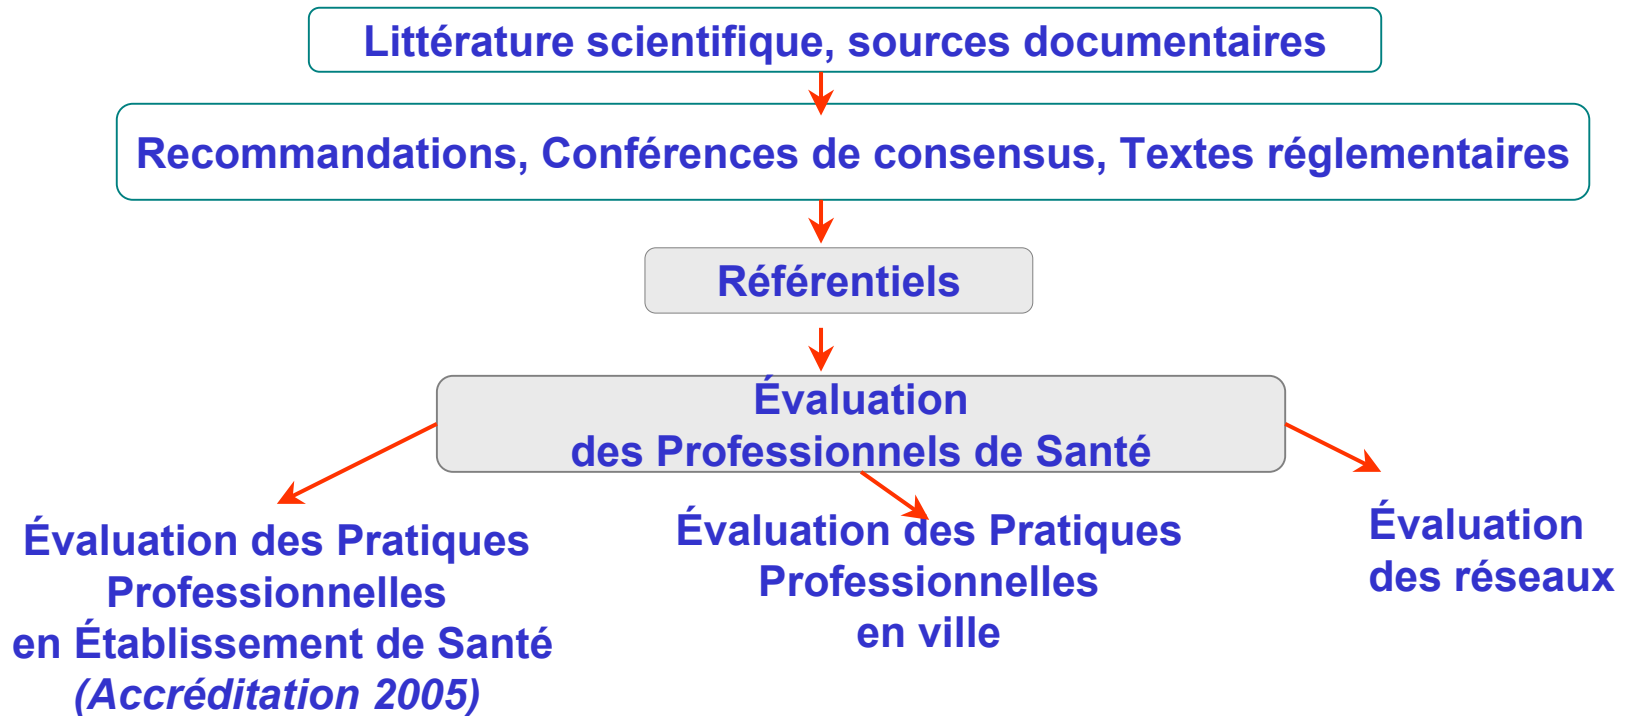 Littérature scientifique, sources documentaires
Recommandations, Conférences de consensus, Textes réglementaires
Référentiels
Évaluation
des Professionnels de Santé
Évaluation des Pratiques
Professionnelles
en Établissement de Santé
(Accréditation 2005)
Évaluation des Pratiques
Professionnelles
en ville
Évaluation
des réseaux